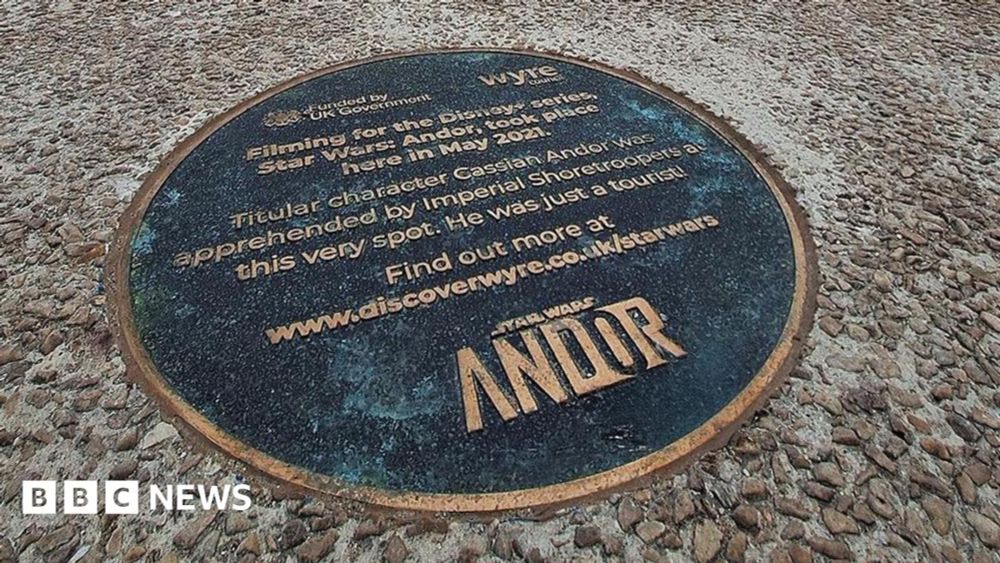 Funded by
UK Government
wyre
council
Filming for the Disney+ series,
Star Wars: Andor, took place
here in May 2021.
Titular character Cassian Andor was
apprehended by Imperial Shoretroopers at
this very spot. He was just a tourist!
Find out more at
www.discoverwyre.co.uk/starwars
STAR WARS
ANDOR
BBC NEWS